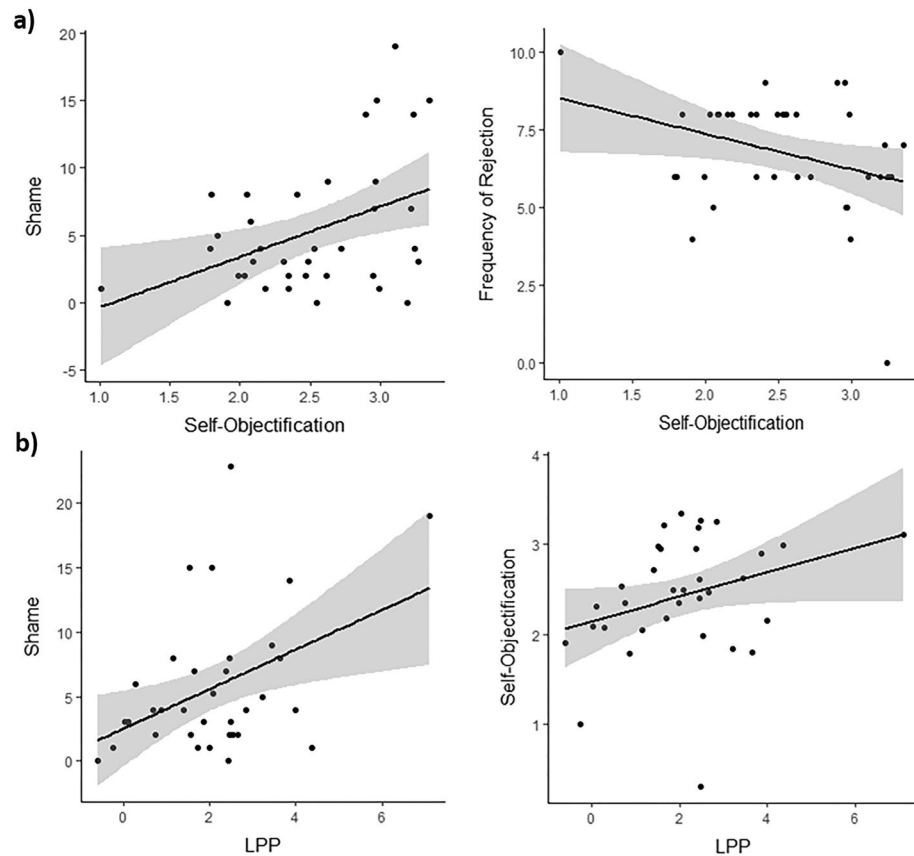 a)
Shame
20
15
10
5
0
-5
1.0 1.5 2.0 2.5 3.0
Self-Objectification
Frequency of Rejection
10.0
7.5
5.0
2.5
0.0
1.0 1.5 2.0 2.5 3.0
Self-Objectification
b)
Shame
20
15
10
5
0
0 2 4 6
LPP
Self-Objectification
4
3
2
1
0 2 4 6
LPP